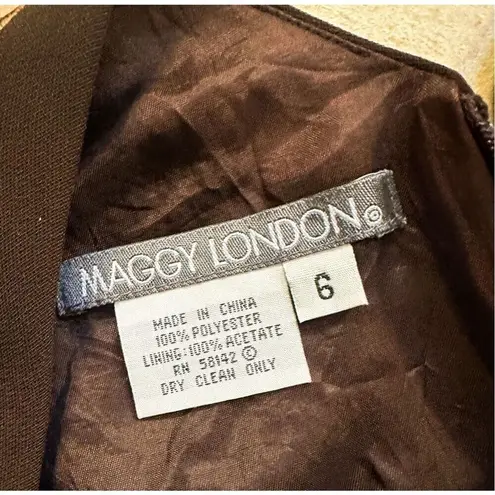 MAGGY LONDON ©
6
MADE IN CHINA
100% POLYESTER
LINING:100% ACETATE
RN 58142 ©
DRY CLEAN ONLY